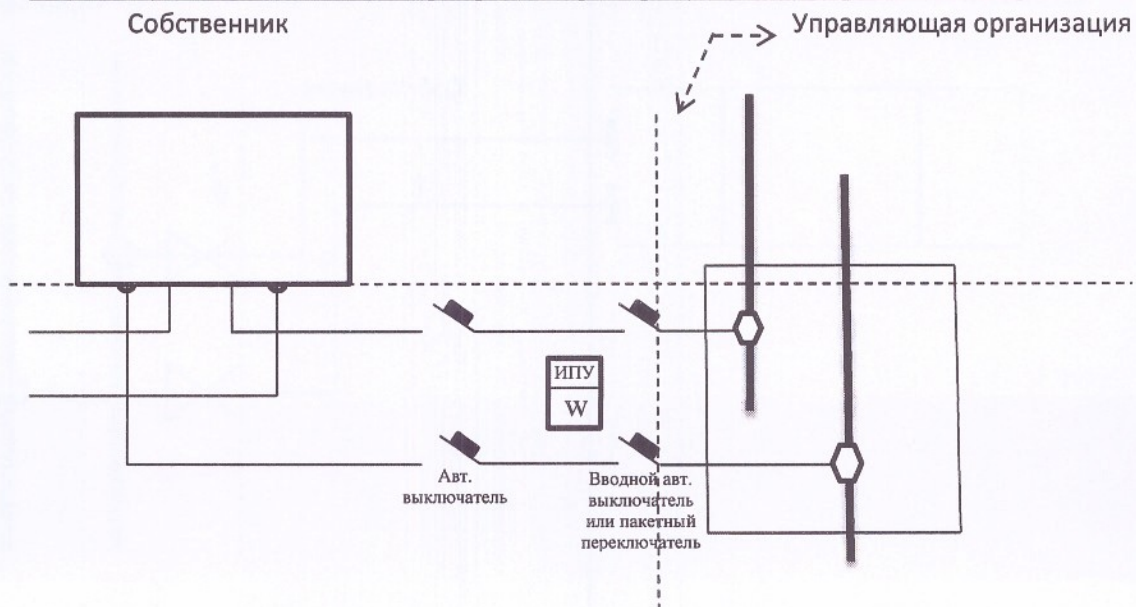 Собственник
Управляющая организация
ИПУ
W
Авт.
выключатель
Вводной авт.
выключатель
или пакетный
переключатель